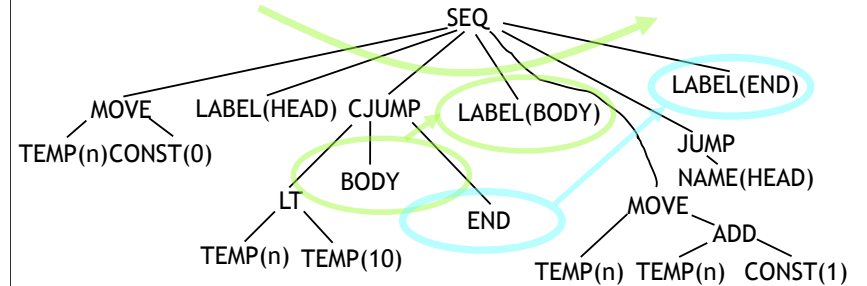 SEQ
LABEL(END)
MOVE LABEL(HEAD) CJUMP LABEL(BODY)
JUMP
TEMP(n)CONST(0)
BODY NAME(HEAD)
LT MOVE
END
ADD
TEMP(n) TEMP(10)
TEMP(n) TEMP(n) CONST(1)